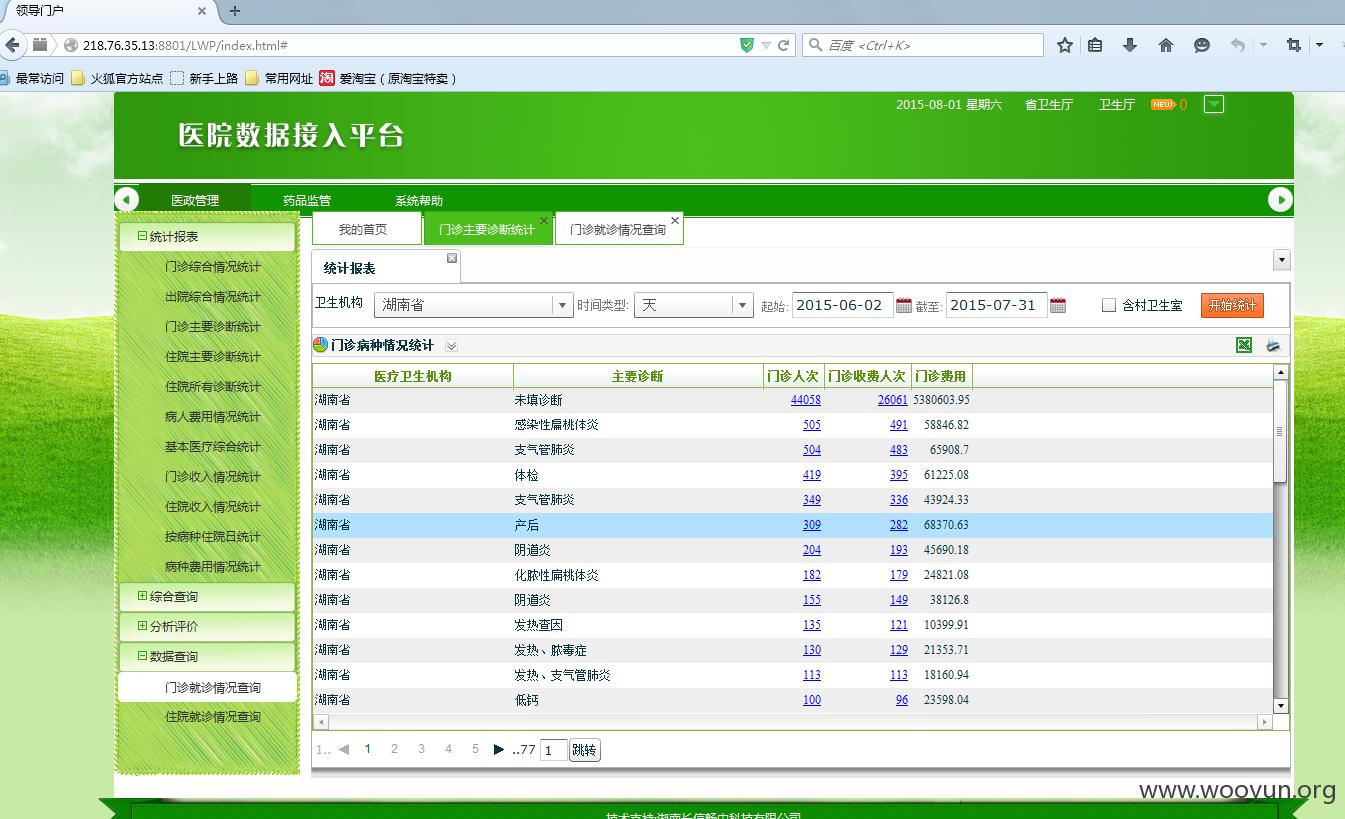 领导门户
218.76.35.13:8801/LWP/index.html#
百度 <Ctrl+K>
最常访问 火狐官方站点 新手上路 常用网址 淘 爱淘宝（原淘宝特卖）
2015-08-01 星期六 省卫生厅 卫生厅 NEW 0
医院数据接入平台
医政管理 药品监管 系统帮助
我的首页 门诊主要诊断统计 门诊就诊情况查询
统计报表
门诊综合情况统计
出院综合情况统计
门诊主要诊断统计
住院主要诊断统计
住院所有诊断统计
病人费用情况统计
基本医疗综合统计
门诊收入情况统计
住院收入情况统计
按病种住院日统计
病种费用情况统计
综合查询
分析评价
数据查询
门诊就诊情况查询
住院就诊情况查询
统计报表
卫生机构 湖南省 时间类型: 天 起始: 2015-06-02 截至: 2015-07-31 含村卫生室 开始统计
门诊病种情况统计
医疗卫生机构 主要诊断 门诊人次 门诊收费人次 门诊费用
湖南省 未填诊断 44058 26061 5380603.95
湖南省 感染性扁桃体炎 505 491 58846.82
湖南省 支气管肺炎 504 483 65908.7
湖南省 体检 419 395 61225.08
湖南省 支气管肺炎 349 336 43924.33
湖南省 产后 309 282 68370.63
湖南省 阴道炎 204 193 45690.18
湖南省 化脓性扁桃体炎 182 179 24821.08
湖南省 阴道炎 155 149 38126.8
湖南省 发热查因 135 121 10399.91
湖南省 发热、脓毒症 130 129 21353.71
湖南省 发热、支气管肺炎 113 113 18160.94
湖南省 低钙 100 96 23598.04
1.. 1 2 3 4 5 ..77 1 跳转
www.wooyun.org
技术支持:湖南长信畅中科技有限公司